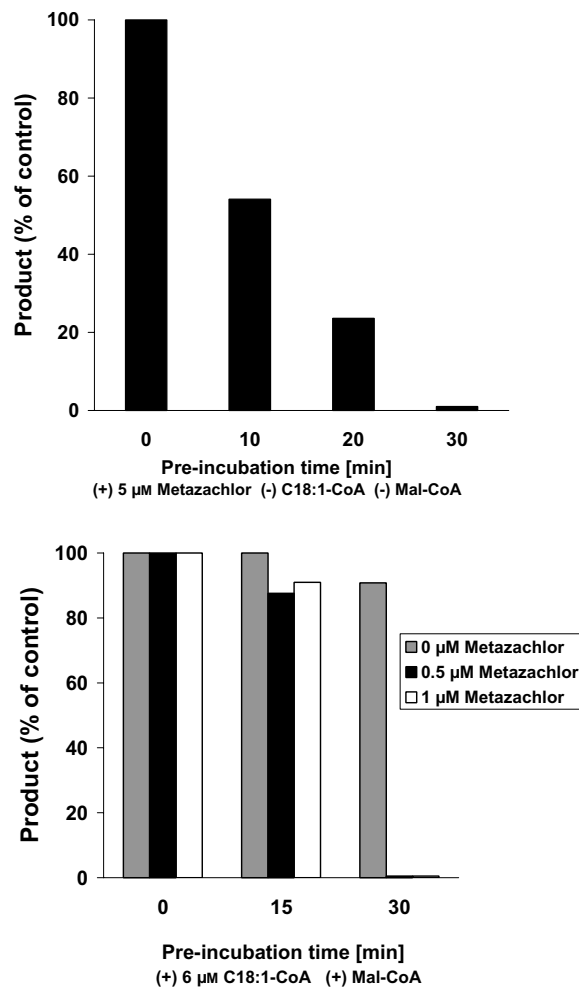 100
80
60
40
20
0
Product (% of control)
0 10 20 30
Pre-incubation time [min]
(+) 5 µM Metazachlor (-) C18:1-CoA (-) Mal-CoA
100
80
60
40
20
0
Product (% of control)
0 µM Metazachlor
0.5 µM Metazachlor
1 µM Metazachlor
0 15 30
Pre-incubation time [min]
(+) 6 µM C18:1-CoA (+) Mal-CoA